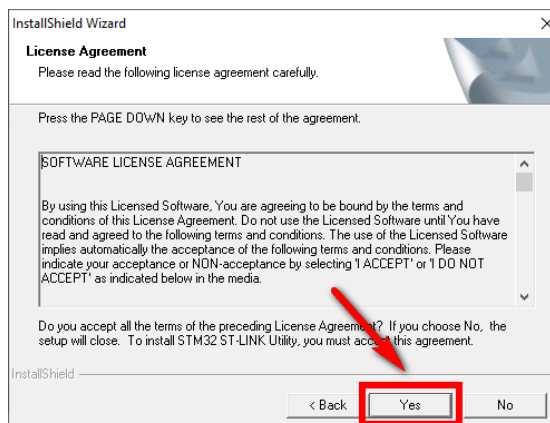 InstallShield Wizard
License Agreement
Please read the following license agreement carefully.
Press the PAGE DOWN key to see the rest of the agreement.
SOFTWARE LICENSE AGREEMENT
By using this Licensed Software, You are agreeing to be bound by the terms and
conditions of this License Agreement. Do not use the Licensed Software until You have
read and agreed to the following terms and conditions. The use of the Licensed Software
implies automatically the acceptance of the following terms and conditions. Please
indicate your acceptance or NON-acceptance by selecting 'I ACCEPT' or 'I DO NOT
ACCEPT' as indicated below in the media.
Do you accept all the terms of the preceding License Agreement? If you choose No, the
setup will close. To install STM32 ST-LINK Utility, you must accept this agreement.
InstallShield
< Back Yes No